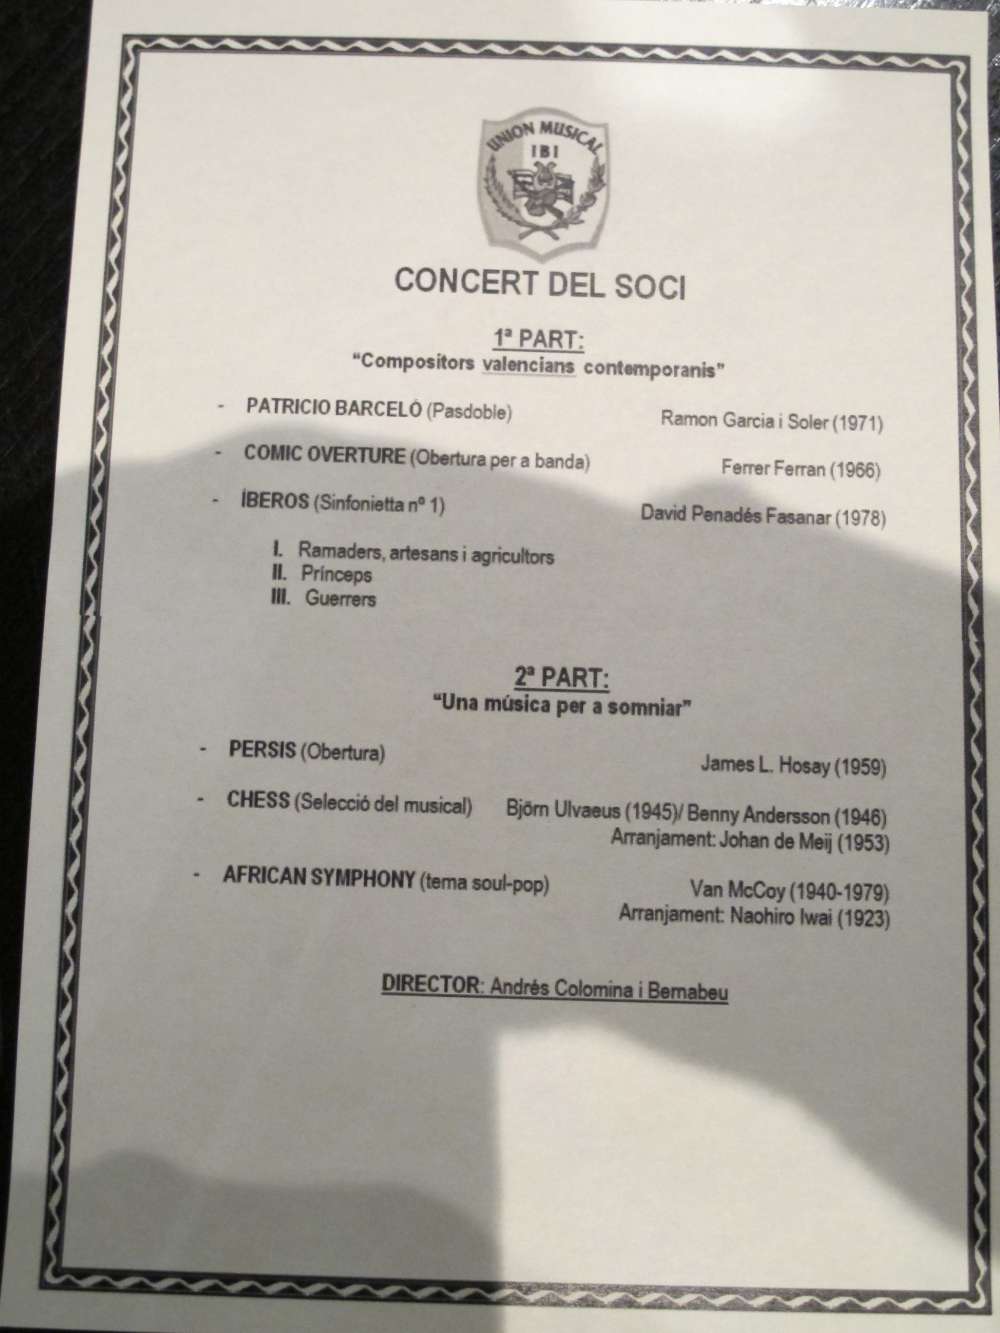 UNION MUSICAL
IBI
CONCERT DEL SOCI
1ª PART:
“Compositors valencians contemporanis”
- PATRICIO BARCELÓ (Pasdoble) Ramon Garcia i Soler (1971)
- COMIC OVERTURE (Obertura per a banda) Ferrer Ferran (1966)
- ÍBEROS (Sinfonietta nº 1) David Penadés Fasanar (1978)
I. Ramaders, artesans i agricultors
II. Prínceps
III. Guerrers
2ª PART:
“Una música per a somniar”
- PERSIS (Obertura) James L. Hosay (1959)
- CHESS (Selecció del musical) Björn Ulvaeus (1945)/ Benny Andersson (1946)
Arranjament: Johan de Meij (1953)
- AFRICAN SYMPHONY (tema soul-pop) Van McCoy (1940-1979)
Arranjament: Naohiro Iwai (1923)
DIRECTOR: Andrés Colomina i Bernabeu